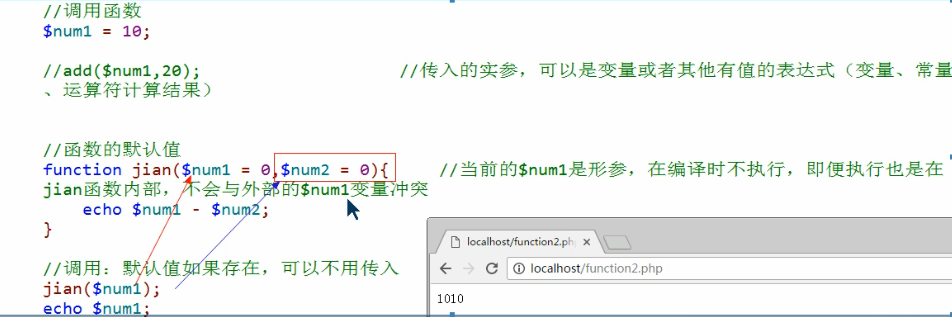 //调用函数
$num1 = 10;
//add($num1,20); //传入的实参，可以是变量或者其他有值的表达式（变量、常量
、运算符计算结果）
//函数的默认值
function jian($num1 = 0,$num2 = 0){ //当前的$num1是形参，在编译时不执行，即便执行也是在
jian函数内部，不会与外部的$num1变量冲突
echo $num1 - $num2;
}
//调用：默认值如果存在，可以不用传入
jian($num1);
echo $num1;
localhost/function2.ph
localhost/function2.php
1010